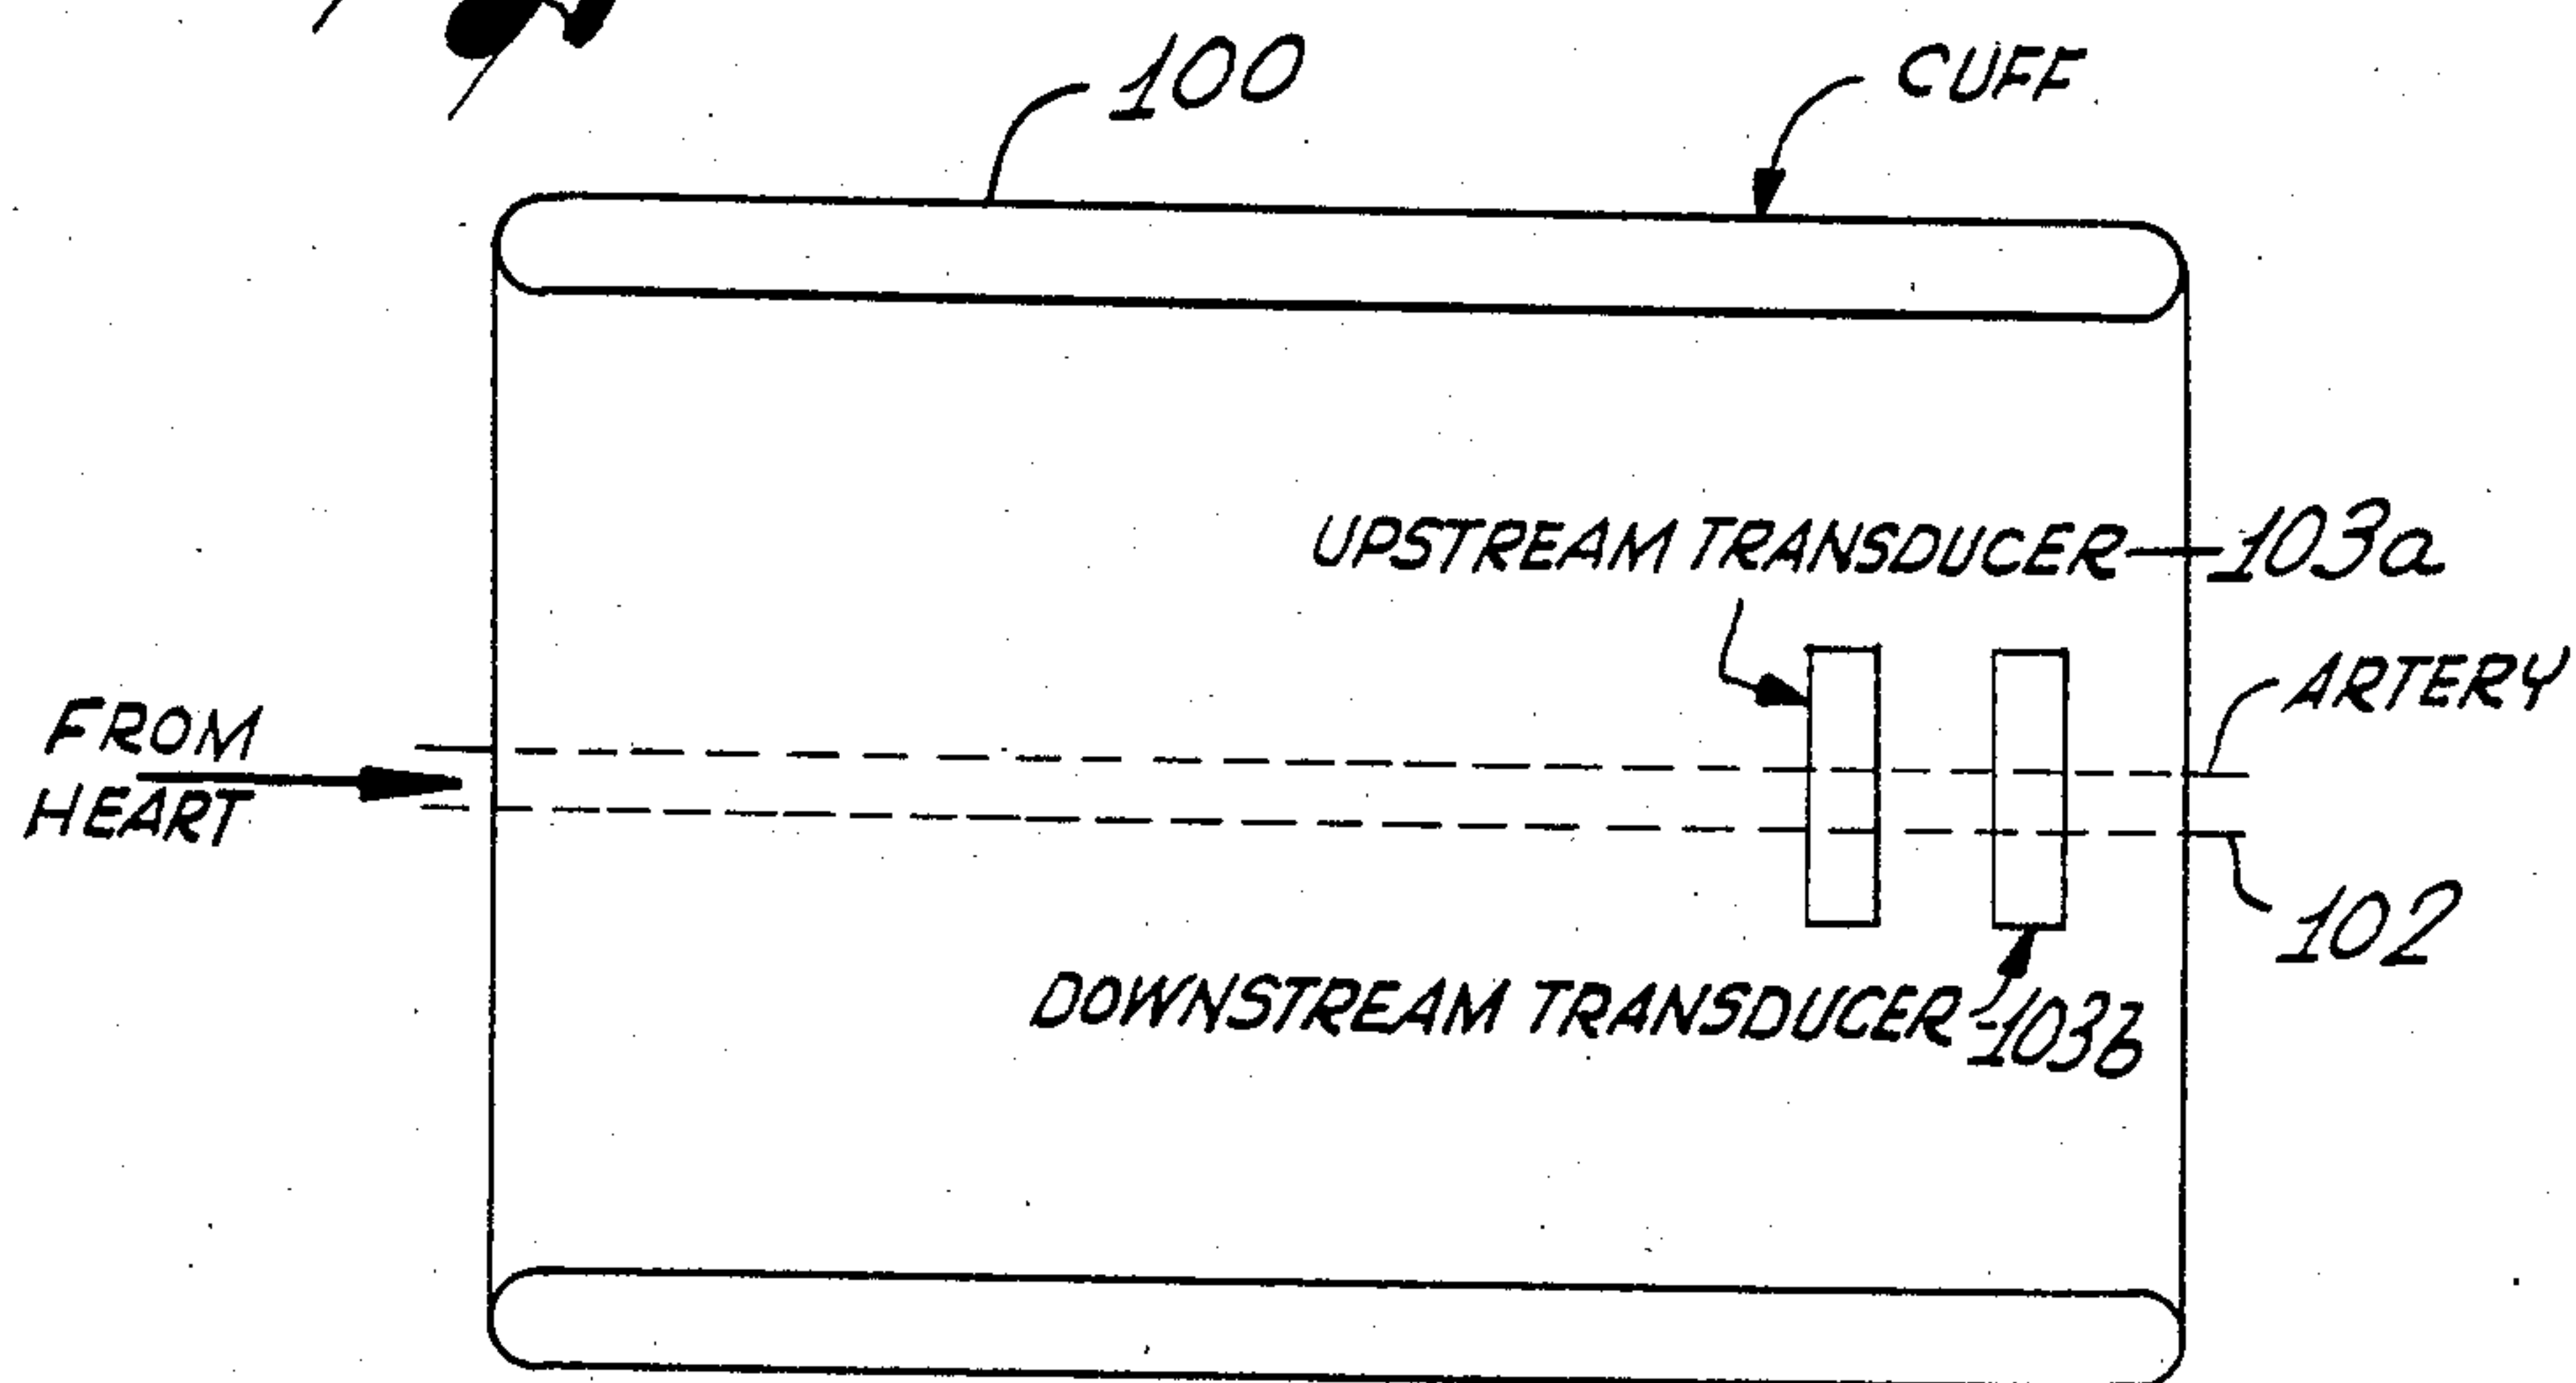 100
CUFF
UPSTREAM TRANSDUCER 103a
ARTERY
FROM
HEART
102
DOWNSTREAM TRANSDUCER 103b